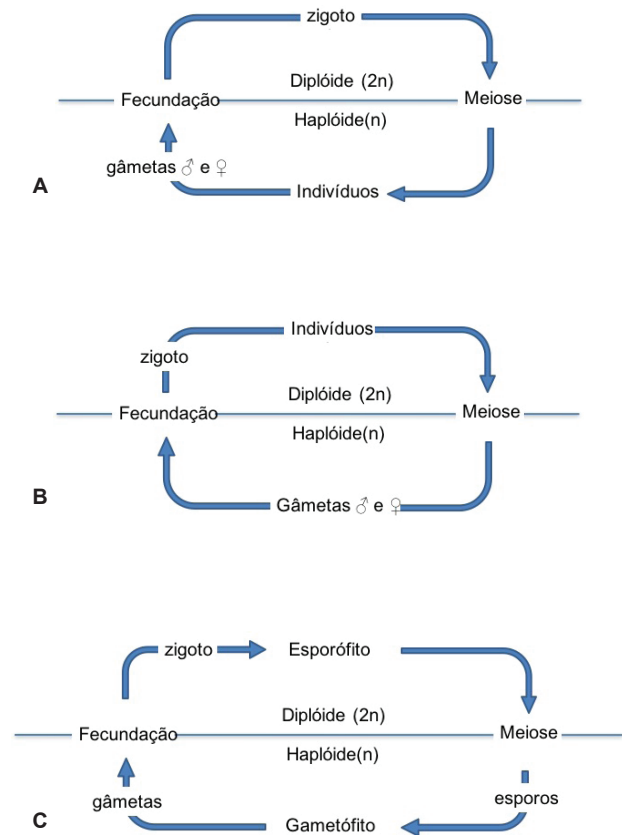 zigoto
Diplóide (2n)
Fecundação
Meiose
Haplóide(n)
gâmetas ♂ e ♀
A
Indivíduos
Indivíduos
zigoto
Diplóide (2n)
Fecundação
Meiose
Haplóide(n)
B
Gâmetas ♂ e ♀
zigoto
Esporófito
Diplóide (2n)
Fecundação
Meiose
Haplóide(n)
gâmetas
esporos
C
Gametófito